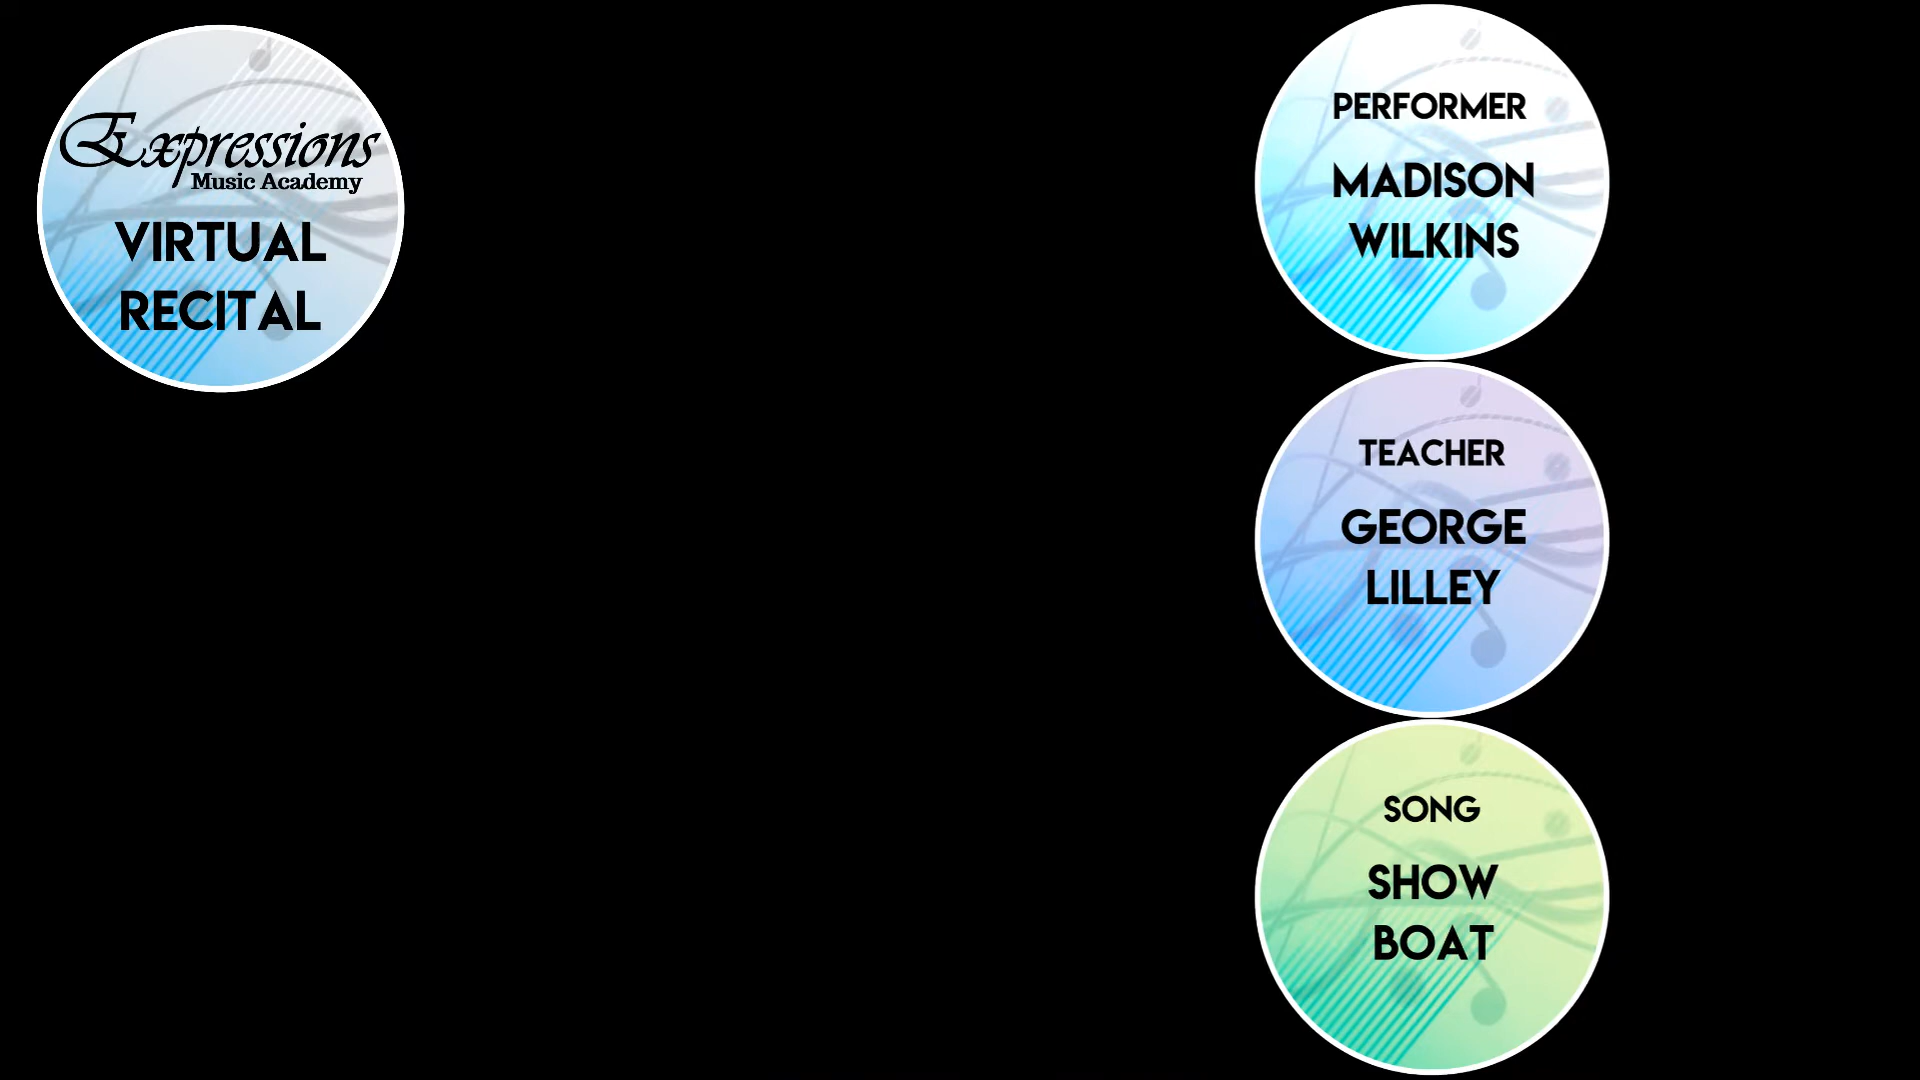 Expressions
Music Academy
VIRTUAL
RECITAL
PERFORMER
MADISON
WILKINS
TEACHER
GEORGE
LILLEY
SONG
SHOW
BOAT